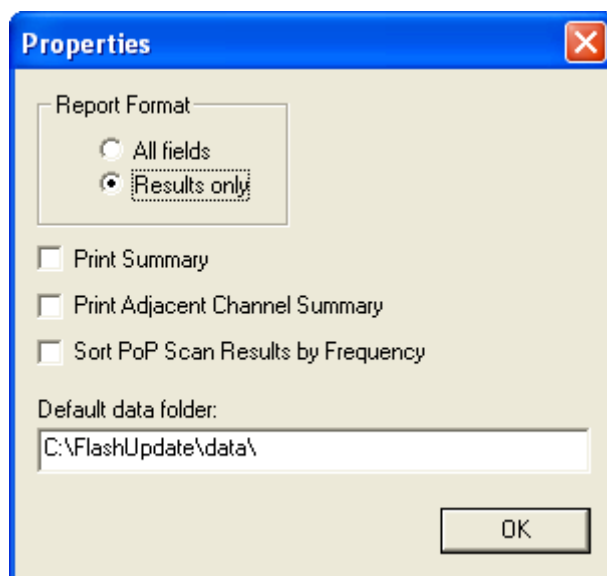 Properties
Report Format
All fields
Results only
Print Summary
Print Adjacent Channel Summary
Sort PoP Scan Results by Frequency
Default data folder:
C:\FlashUpdate\data\
OK